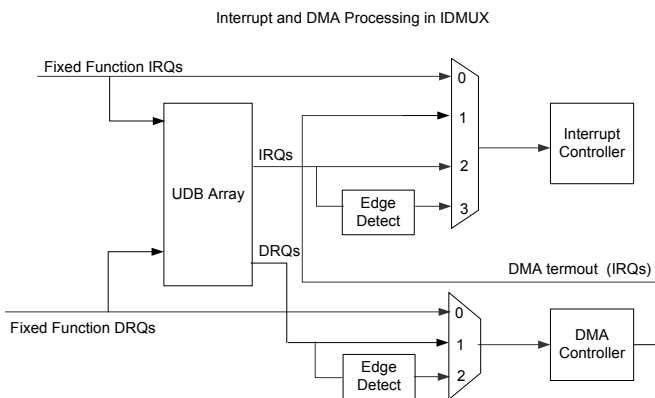 Interrupt and DMA Processing in IDMUX
Fixed Function IRQs
0
1
Interrupt
Controller
IRQs
2
UDB Array
Edge
Detect
3
DRQs
DMA termout (IRQs)
0
Fixed Function DRQs
1
DMA
Controller
Edge
Detect
2